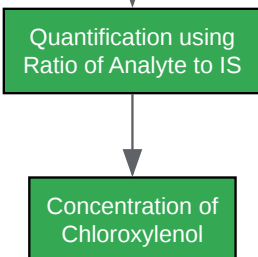 Quantification using
Ratio of Analyte to IS
Concentration of
Chloroxylenol